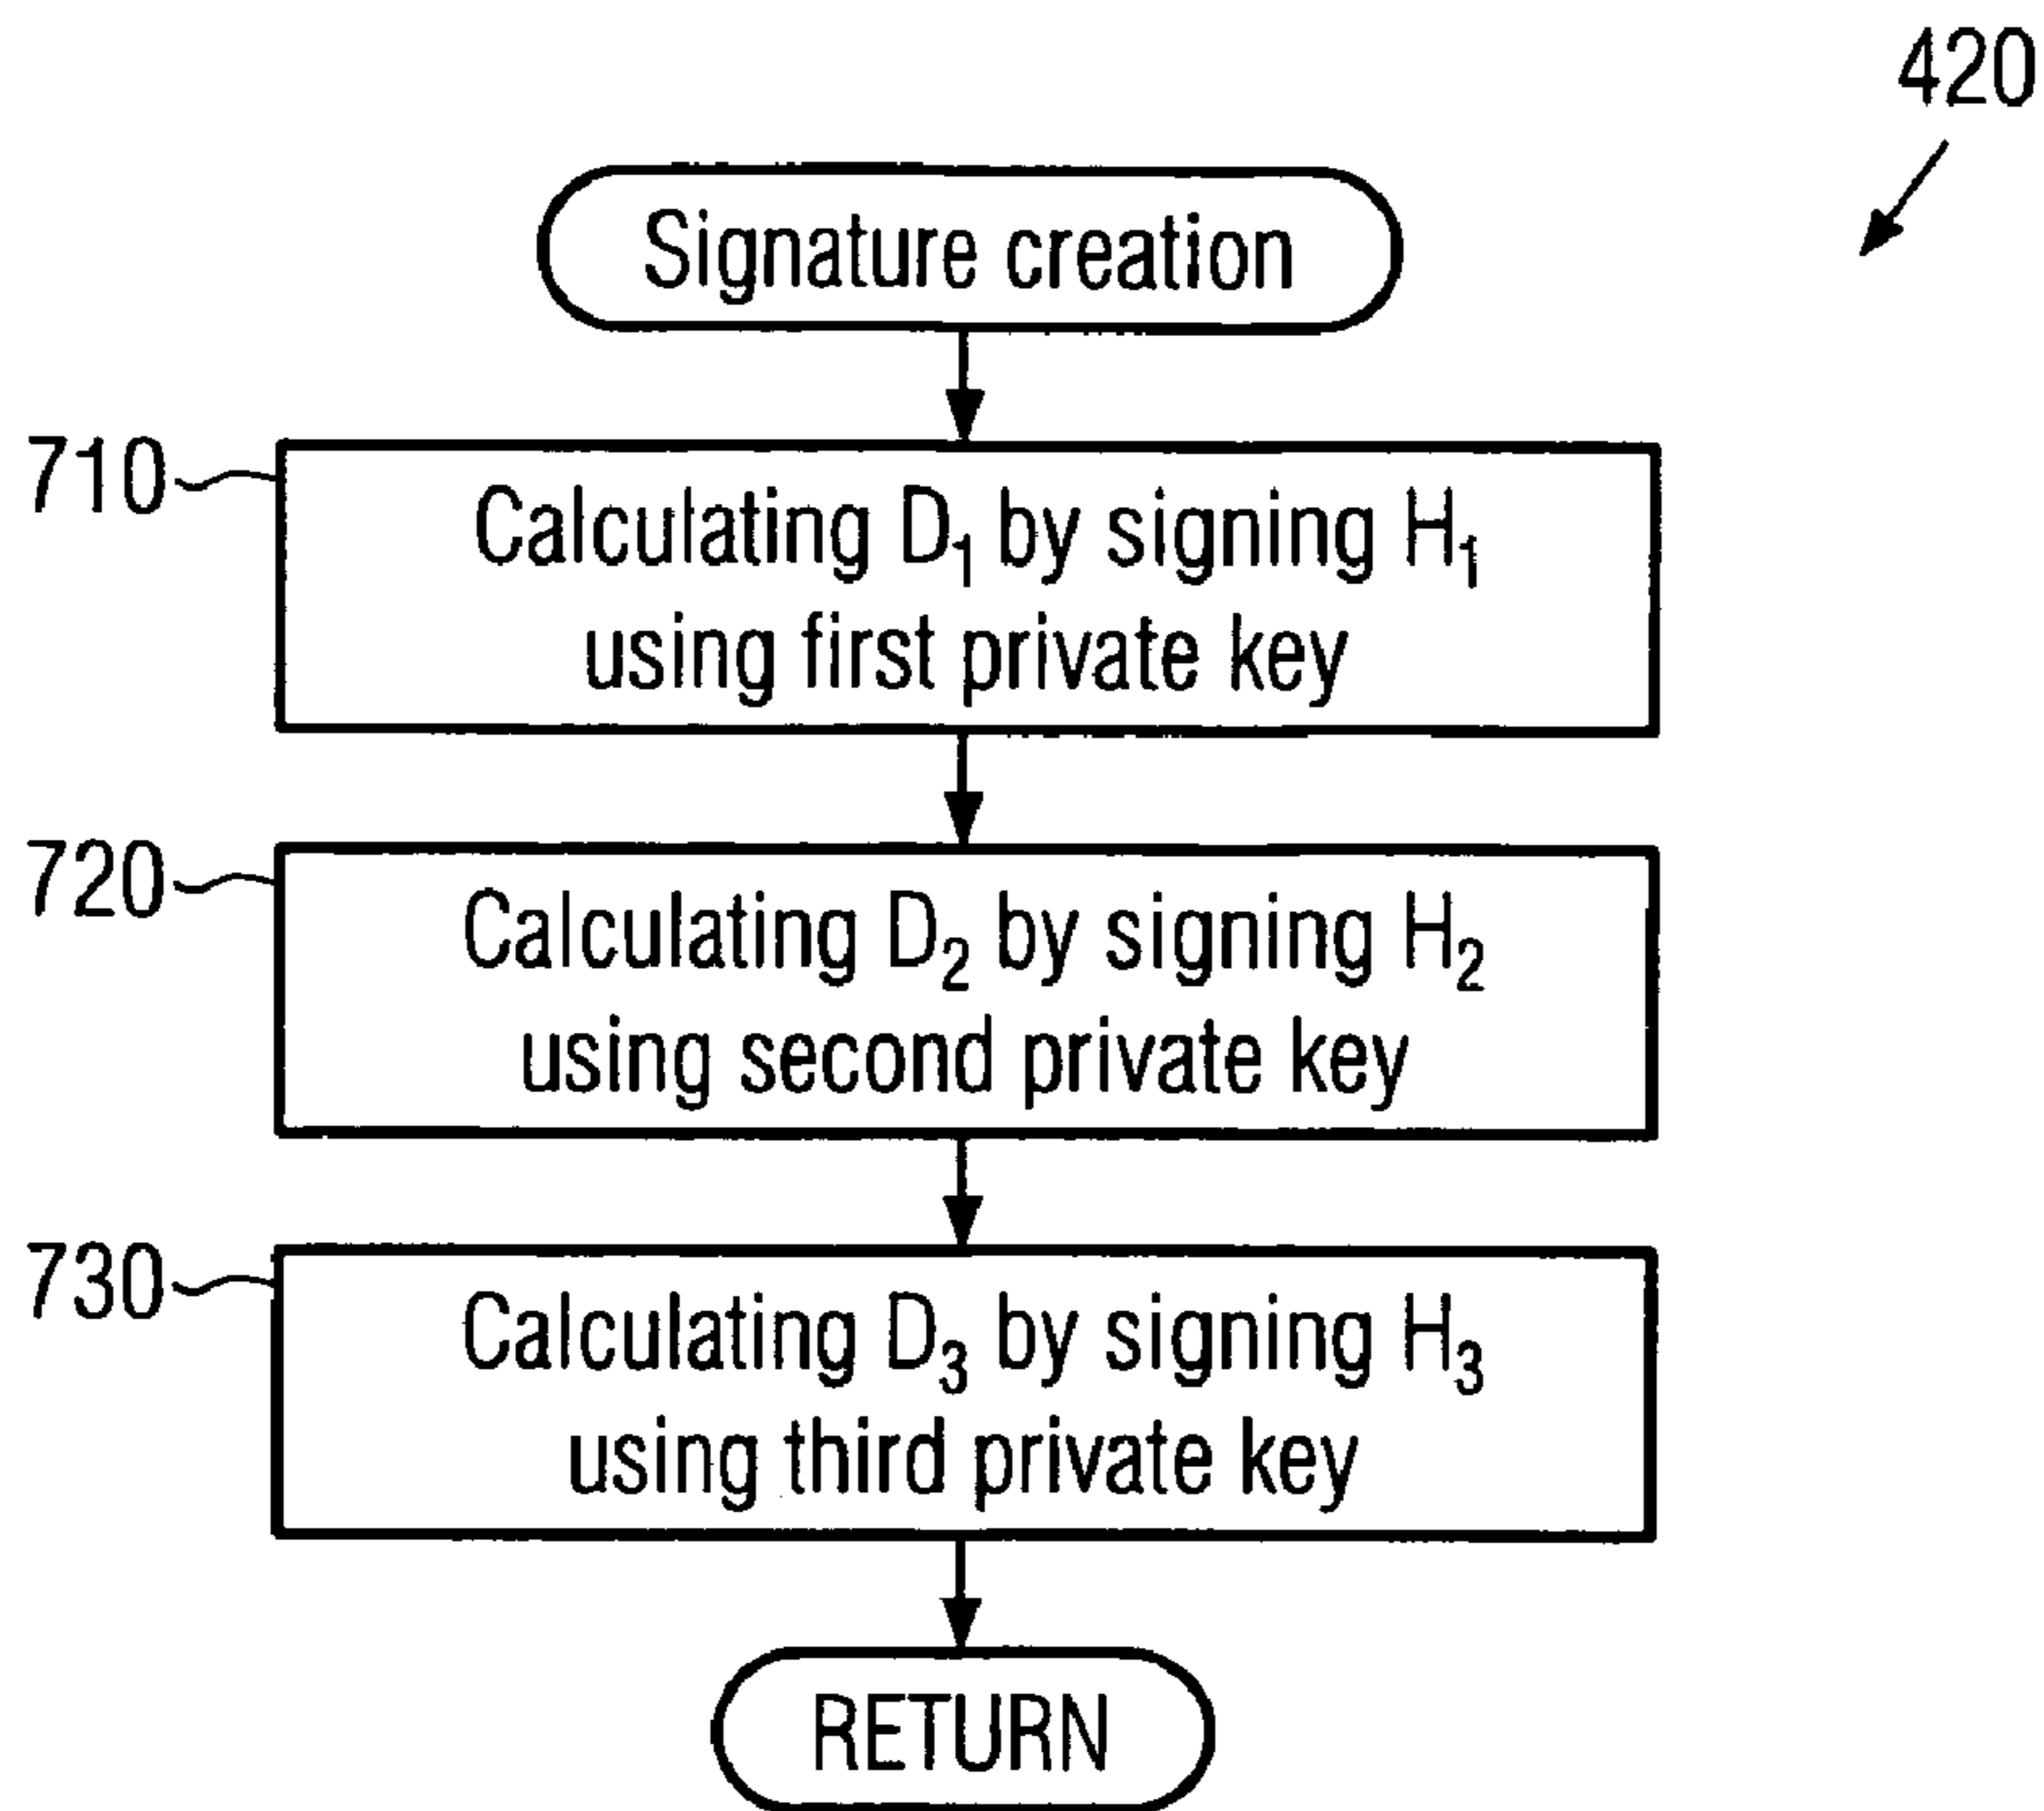 420
Signature creation
710
Calculating D₁ by signing H₁
using first private key
720
Calculating D₂ by signing H₂
using second private key
730
Calculating D₃ by signing H₃
using third private key
RETURN